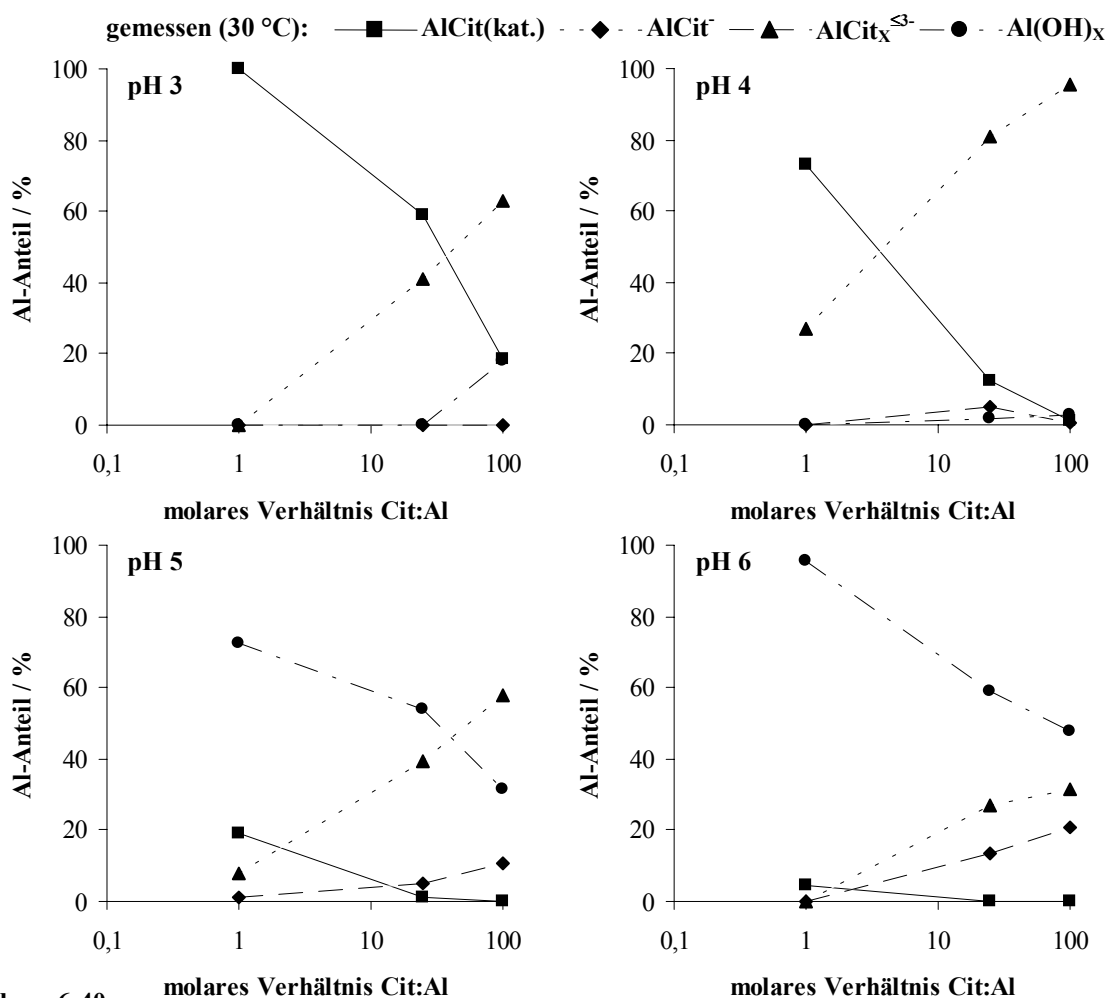 gemessen (30 °C): AlCit(kat.) AlCit⁻ AlCitx≤3- Al(OH)x
pH 3
100
80
60
40
20
0
Al-Anteil / %
0,1 1 10 100
molares Verhältnis Cit:Al
pH 4
100
80
60
40
20
0
Al-Anteil / %
0,1 1 10 100
molares Verhältnis Cit:Al
pH 5
100
80
60
40
20
0
Al-Anteil / %
0,1 1 10 100
molares Verhältnis Cit:Al
pH 6
100
80
60
40
20
0
Al-Anteil / %
0,1 1 10 100
molares Verhältnis Cit:Al